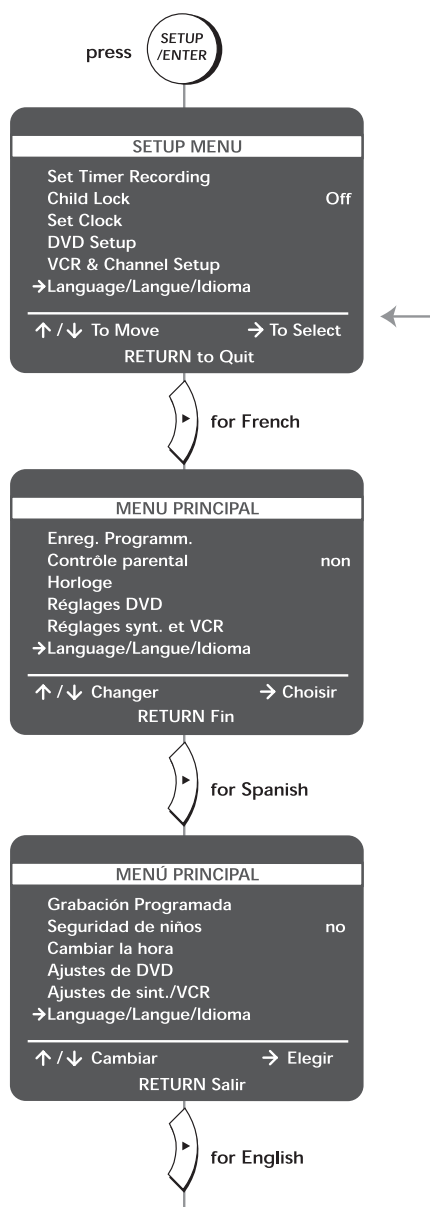 press SETUP
/ENTER
SETUP MENU
Set Timer Recording
Child Lock Off
Set Clock
DVD Setup
VCR & Channel Setup
→Language/Langue/Idioma
↑/↓ To Move → To Select
RETURN to Quit
for French
MENU PRINCIPAL
Enreg. Programm.
Contrôle parental non
Horloge
Réglages DVD
Réglages synt. et VCR
→Language/Langue/Idioma
↑/↓ Changer → Choisir
RETURN Fin
for Spanish
MENÚ PRINCIPAL
Grabación Programada
Seguridad de niños no
Cambiar la hora
Ajustes de DVD
Ajustes de sint./VCR
→Language/Langue/Idioma
↑/↓ Cambiar → Elegir
RETURN Salir
for English